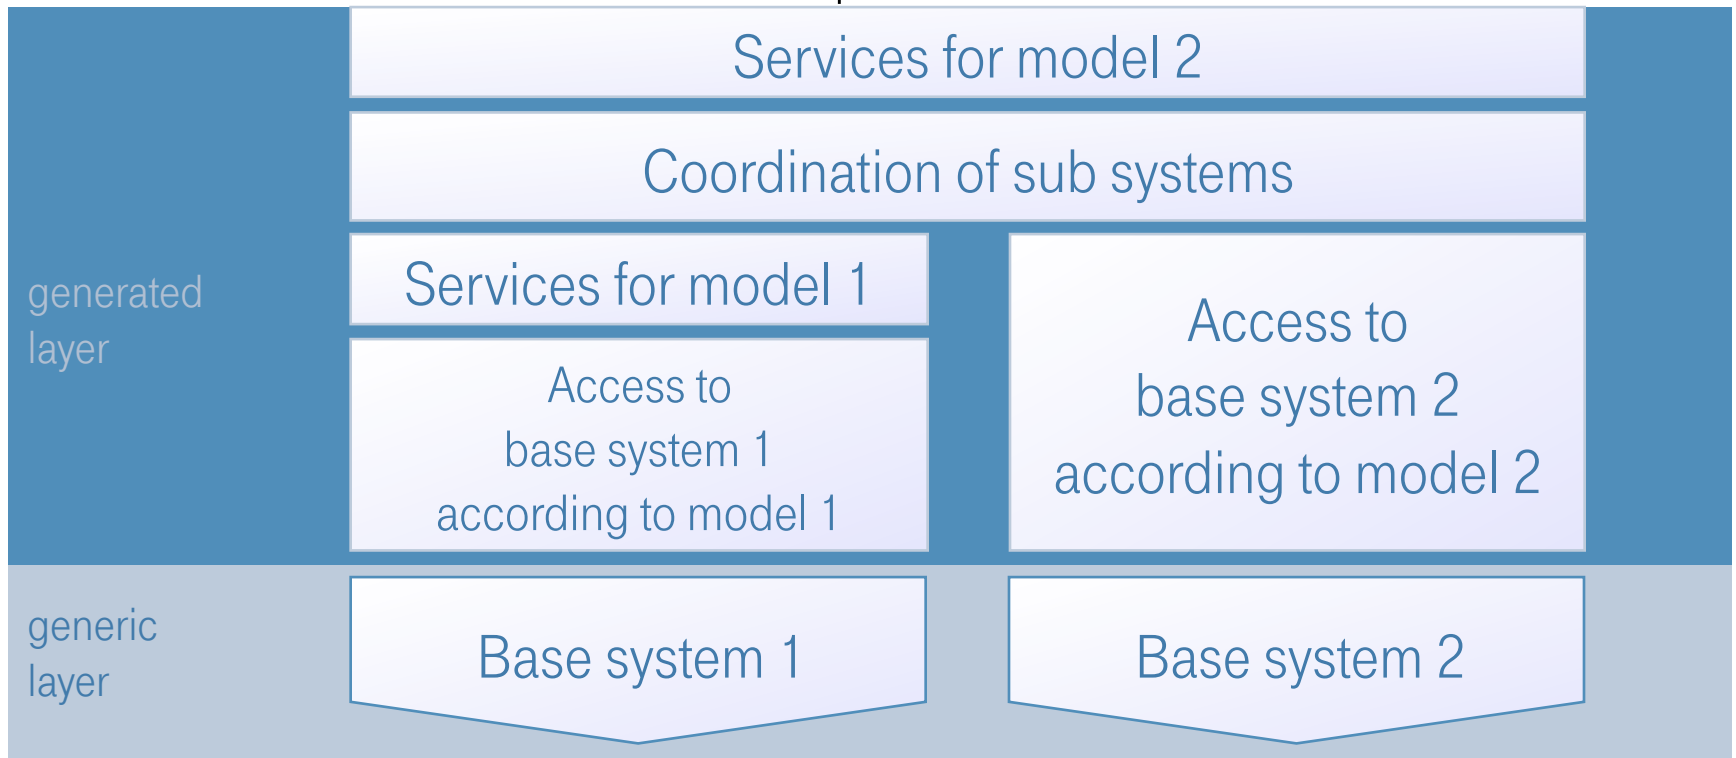 Services for model 2
Coordination of sub systems
generated
layer
Services for model 1
Access to
base system 1
according to model 1
Access to
base system 2
according to model 2
generic
layer
Base system 1
Base system 2